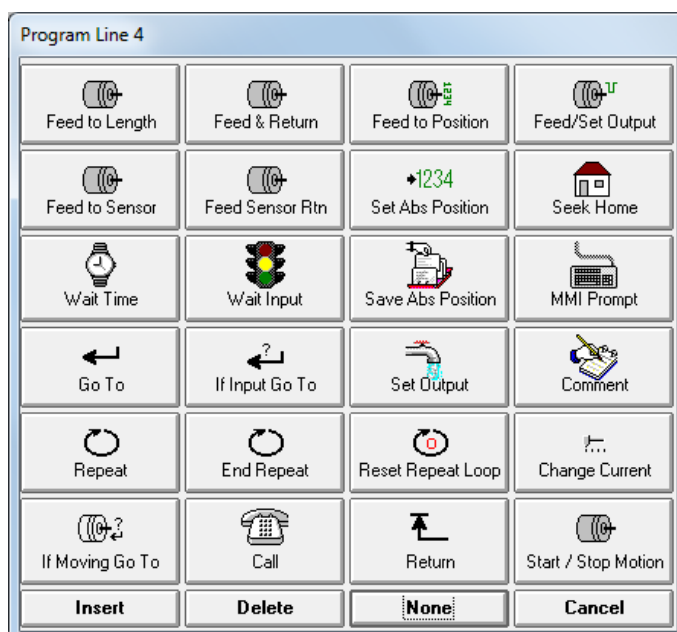 Program Line 4
Feed to Length
Feed & Return
1234
Feed to Position
Feed/Set Output
Feed to Sensor
Feed Sensor Rtn
1234
Set Abs Position
Seek Home
Wait Time
Wait Input
Save Abs Position
MMI Prompt
Go To
?
If Input Go To
Set Output
Comment
Repeat
End Repeat
0
Reset Repeat Loop
Change Current
?
If Moving Go To
Call
Return
Start / Stop Motion
Insert
Delete
None
Cancel